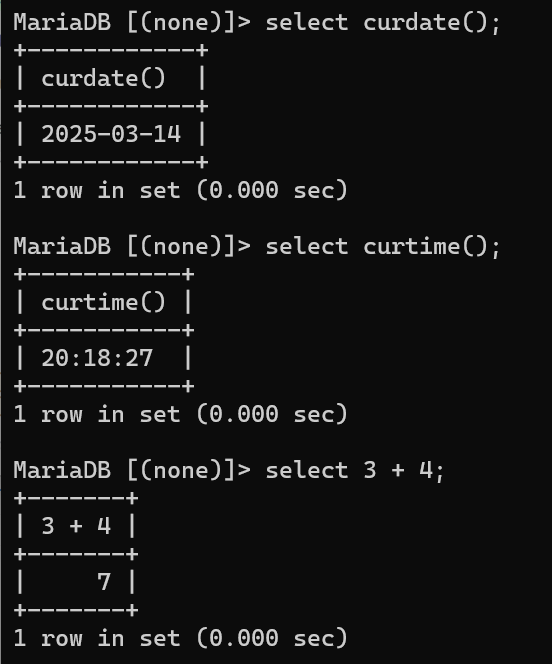 MariaDB [(none)]> select curdate();
+------------+
| curdate()  |
+------------+
| 2025-03-14 |
+------------+
1 row in set (0.000 sec)

MariaDB [(none)]> select curtime();
+-----------+
| curtime() |
+-----------+
| 20:18:27  |
+-----------+
1 row in set (0.000 sec)

MariaDB [(none)]> select 3 + 4;
+-------+
| 3 + 4 |
+-------+
|     7 |
+-------+
1 row in set (0.000 sec)